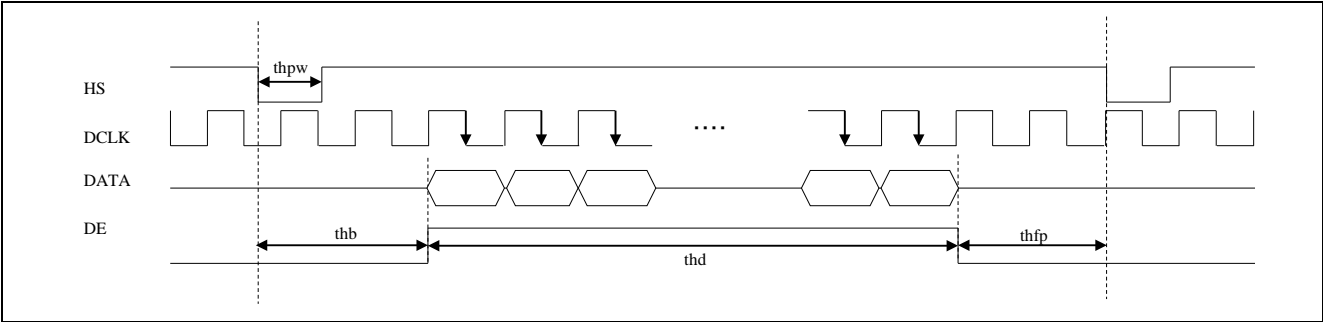 thpw
HS
DCLK
....
DATA
DE
thb
thd
thfp